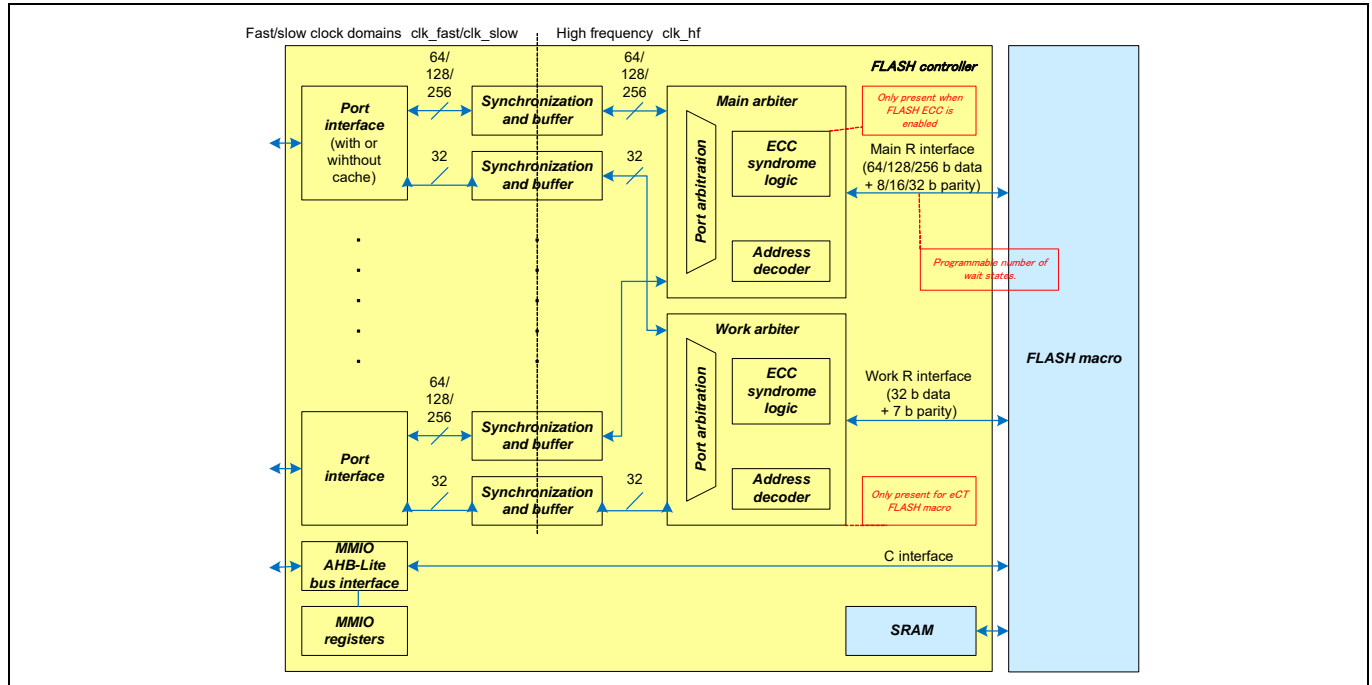 Fast/slow clock domains clk_fast/clk_slow
High frequency clk_hf
FLASH controller
64/
128/
256
64/
128/
256
Port
interface
(with or
wihthout
cache)
Synchronization
and buffer
32
Synchronization
and buffer
32
Main arbiter
Port arbitration
ECC
syndrome
logic
Address
decoder
Only present when
FLASH ECC is
enabled
Main R interface
(64/128/256 b data
+ 8/16/32 b parity)
Programmable number of
wait states.
Work arbiter
Port arbitration
ECC
syndrome
logic
Address
decoder
Work R interface
(32 b data
+ 7 b parity)
Only present for eCT
FLASH macro
FLASH macro
64/
128/
256
Port
interface
Synchronization
and buffer
32
Synchronization
and buffer
32
MMIO
AHB-Lite
bus interface
C interface
MMIO
registers
SRAM